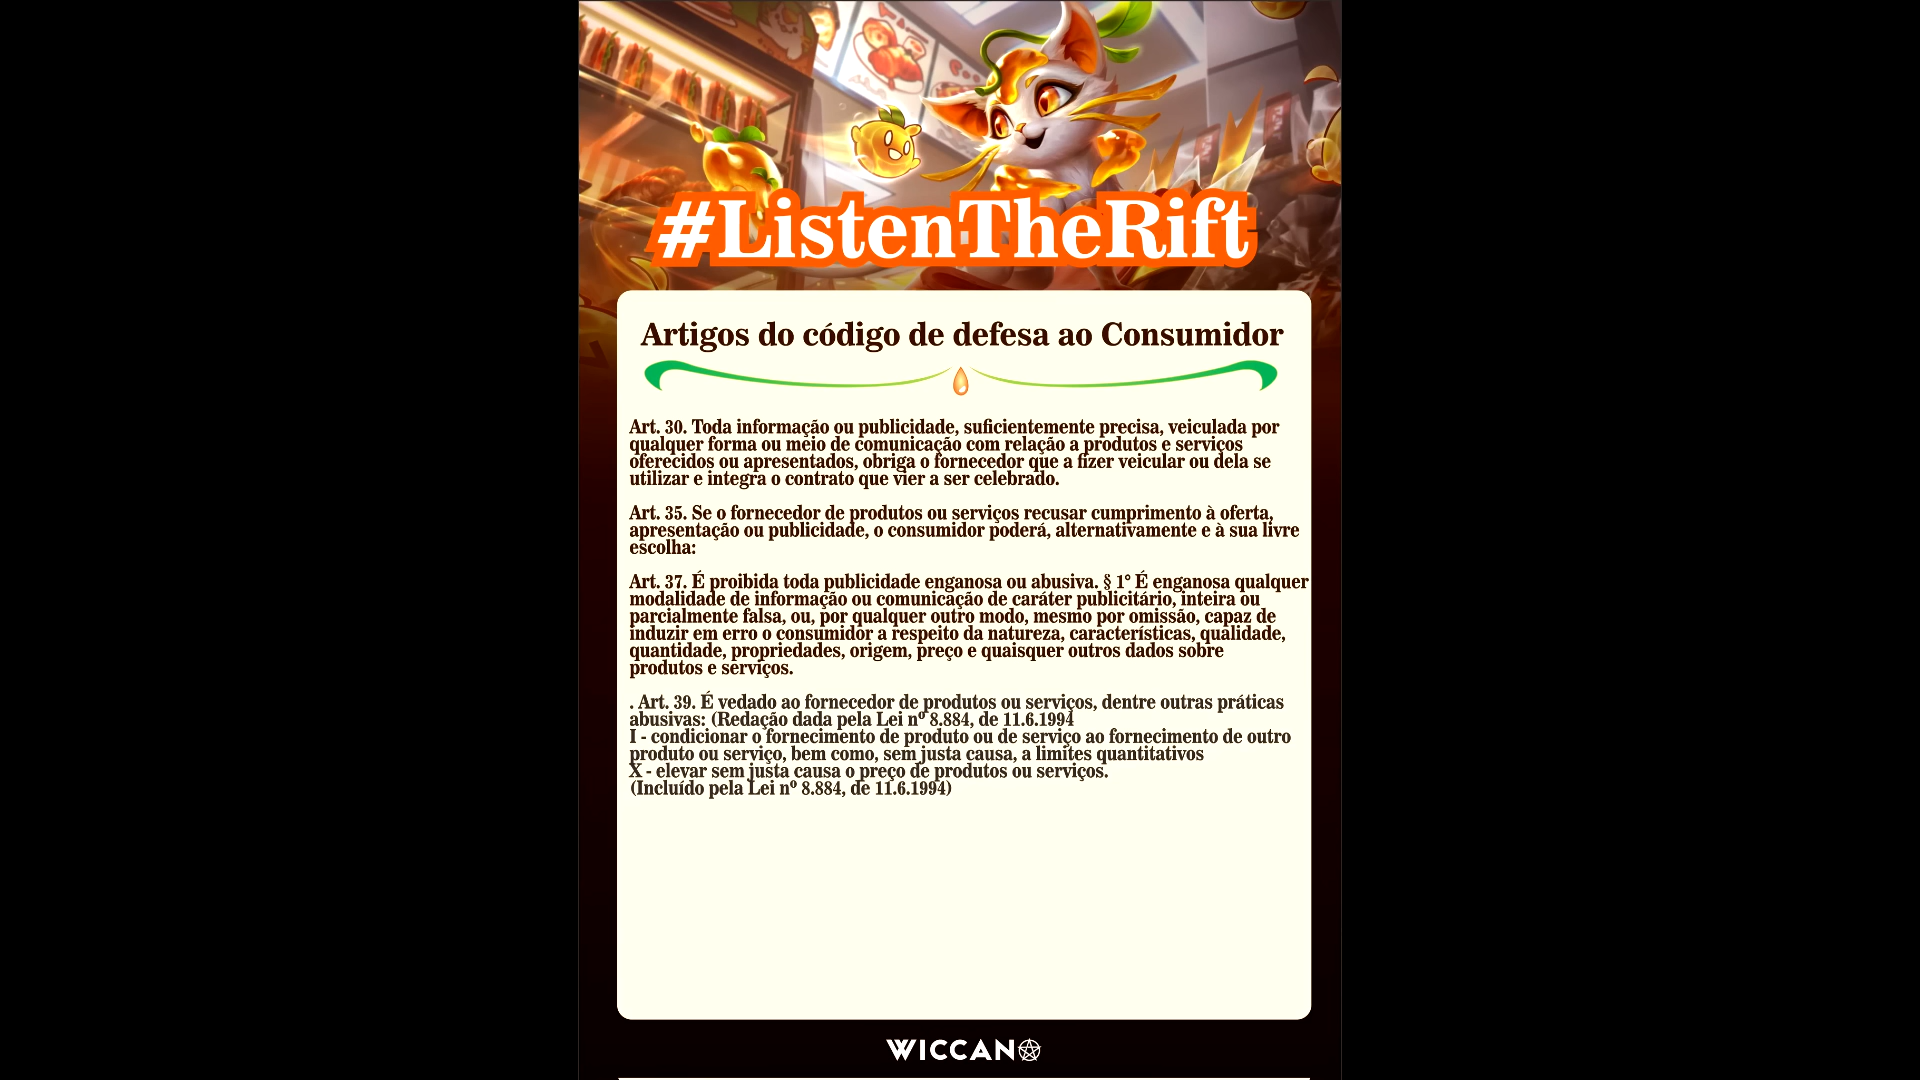 #ListenTheRift
Artigos do código de defesa ao Consumidor
Art. 30. Toda informação ou publicidade, suficientemente precisa, veiculada por
qualquer forma ou meio de comunicação com relação a produtos e serviços
oferecidos ou apresentados, obriga o fornecedor que a fizer veicular ou dela se
utilizar e integra o contrato que vier a ser celebrado.
Art. 35. Se o fornecedor de produtos ou serviços recusar cumprimento à oferta,
apresentação ou publicidade, o consumidor poderá, alternativamente e à sua livre
escolha:
Art. 37. É proibida toda publicidade enganosa ou abusiva. § 1° É enganosa qualquer
modalidade de informação ou comunicação de caráter publicitário, inteira ou
parcialmente falsa, ou, por qualquer outro modo, mesmo por omissão, capaz de
induzir em erro o consumidor a respeito da natureza, características, qualidade,
quantidade, propriedades, origem, preço e quaisquer outros dados sobre
produtos e serviços.
. Art. 39. É vedado ao fornecedor de produtos ou serviços, dentre outras práticas
abusivas: (Redação dada pela Lei nº 8.884, de 11.6.1994
I - condicionar o fornecimento de produto ou de serviço ao fornecimento de outro
produto ou serviço, bem como, sem justa causa, a limites quantitativos
X - elevar sem justa causa o preço de produtos ou serviços.
(Incluído pela Lei nº 8.884, de 11.6.1994)
WICCAN